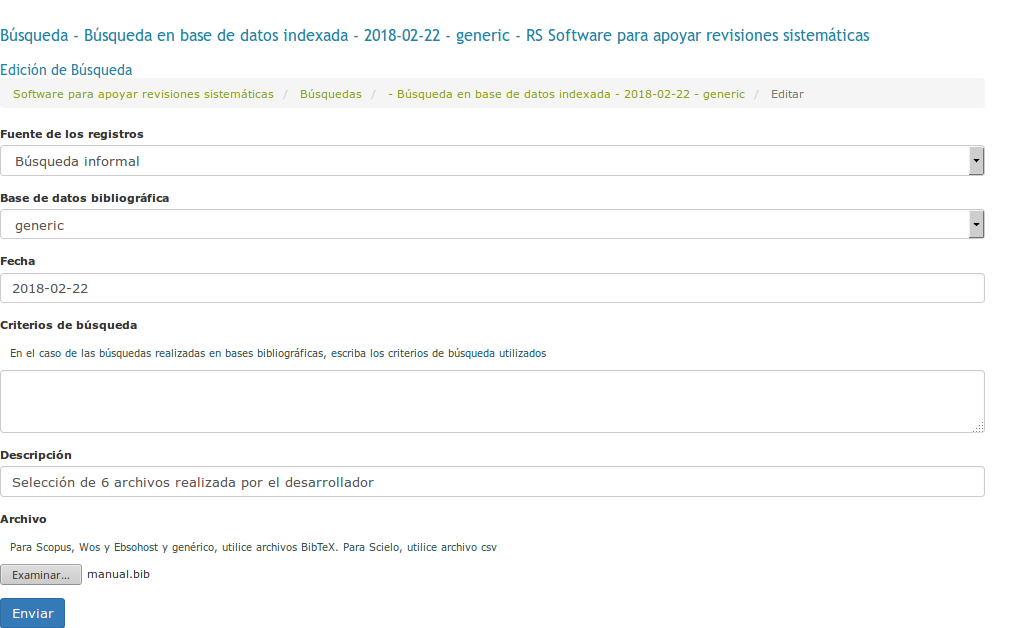 Búsqueda - Búsqueda en base de datos indexada - 2018-02-22 - generic - RS Software para apoyar revisiones sistemáticas
Edición de Búsqueda
Software para apoyar revisiones sistemáticas / Búsquedas / - Búsqueda en base de datos indexada - 2018-02-22 - generic / Editar
Fuente de los registros
Búsqueda informal
Base de datos bibliográfica
generic
Fecha
2018-02-22
Criterios de búsqueda
En el caso de las búsquedas realizadas en bases bibliográficas, escriba los criterios de búsqueda utilizados
Descripción
Selección de 6 archivos realizada por el desarrollador
Archivo
Para Scopus, Wos y Ebsohost y genérico, utilice archivos BibTeX. Para Scielo, utilice archivo csv
Examinar... manual.bib
Enviar